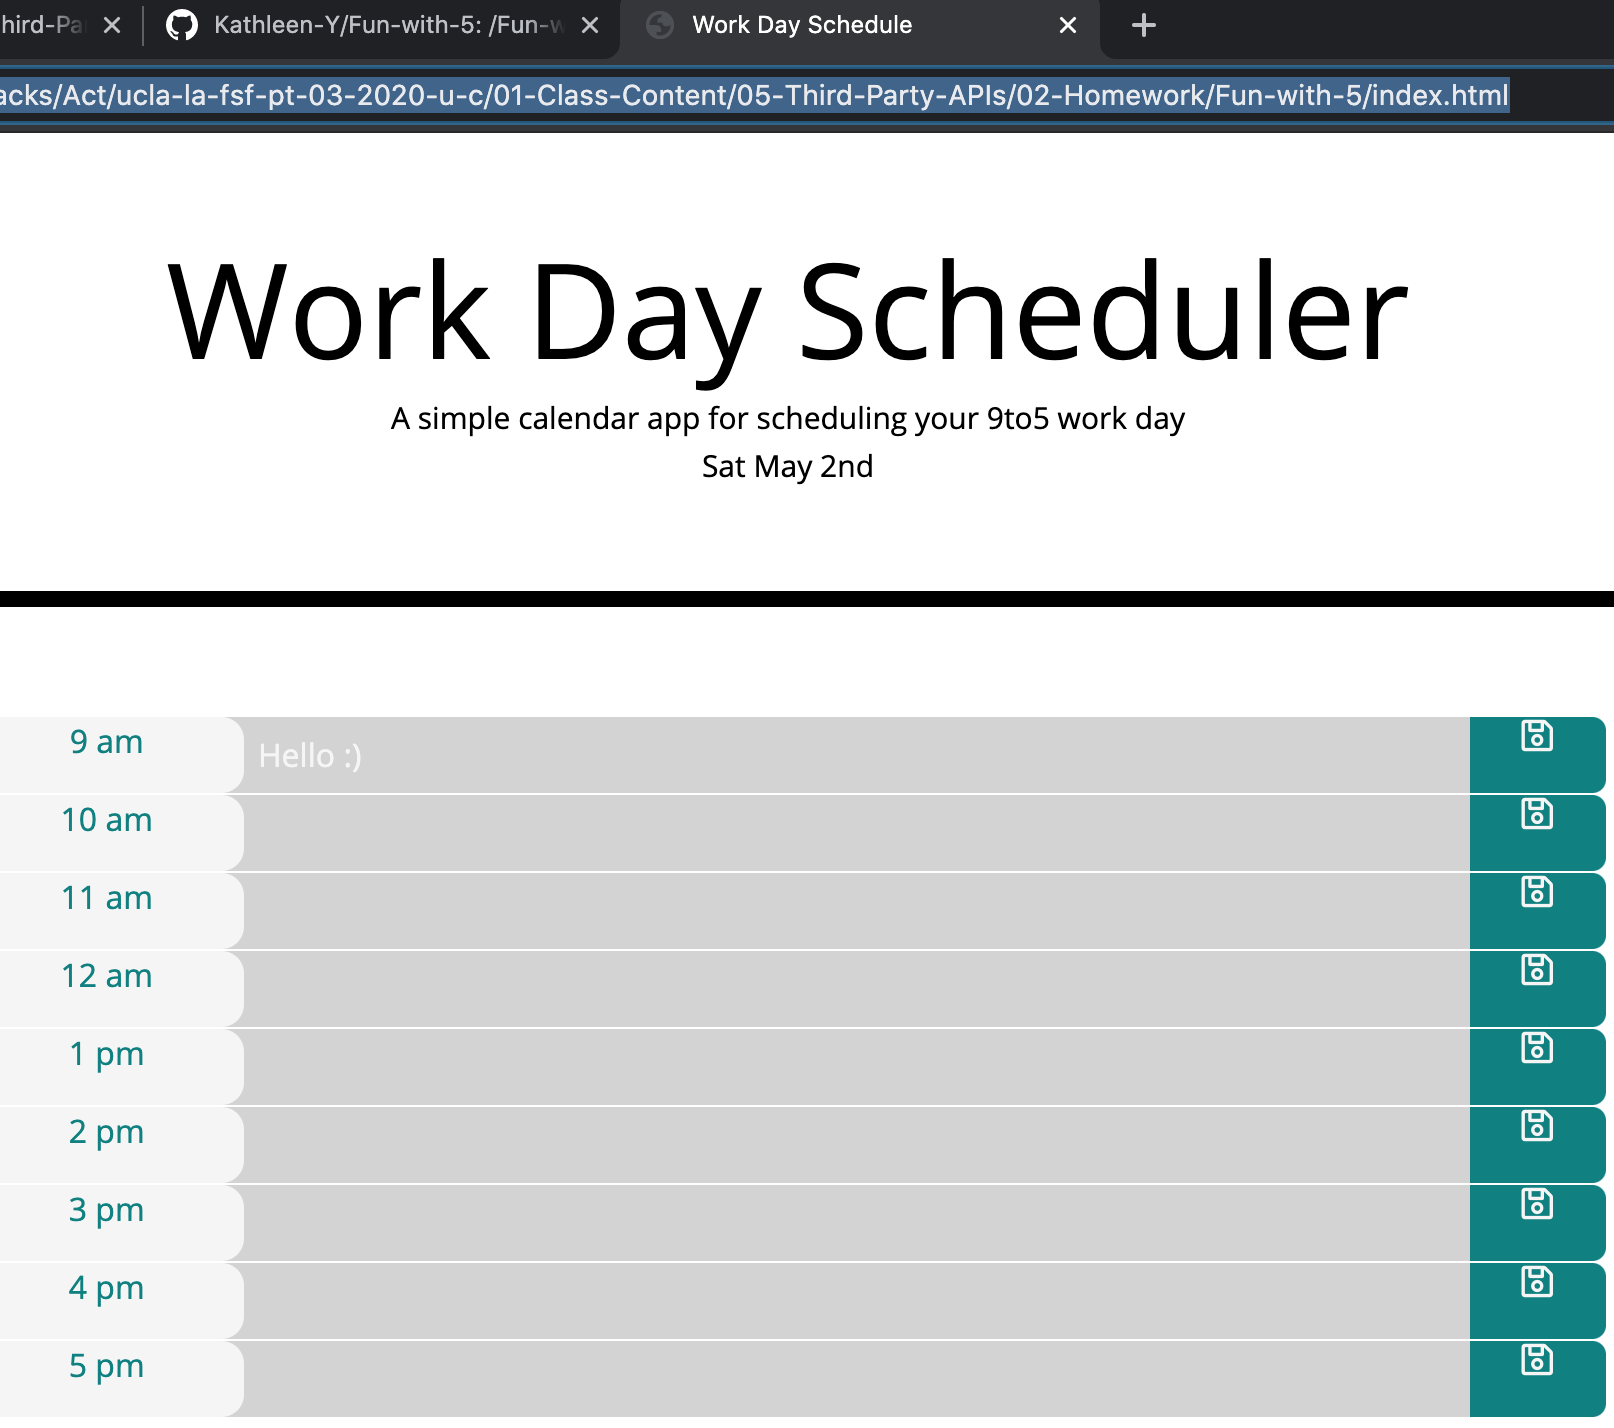 hird-Pa
Kathleen-Y/Fun-with-5: /Fun-w
Work Day Schedule
acks/Act/ucla-la-fsf-pt-03-2020-u-c/01-Class-Content/05-Third-Party-APIs/02-Homework/Fun-with-5/index.html
Work Day Scheduler
A simple calendar app for scheduling your 9to5 work day
Sat May 2nd
9 am
Hello :)
10 am
11 am
12 am
1 pm
2 pm
3 pm
4 pm
5 pm